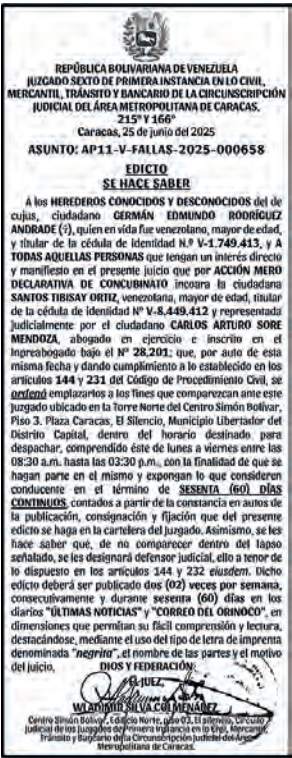 REPÚBLICA BOLIVARIANA DE VENEZUELA
JUZGADO SEXTO DE PRIMERA INSTANCIA EN LO CIVIL,
MERCANTIL, TRÁNSITO Y BANCARIO DE LA CIRCUNSCRIPCIÓN
JUDICIAL DEL ÁREA METROPOLITANA DE CARACAS.
215° Y 166°
Caracas, 25 de junio del 2025
ASUNTO: AP11-V-FALLAS-2025-000658
EDICTO
SE HACE SABER
A los HEREDEROS CONOCIDOS Y DESCONOCIDOS del de
cujus, ciudadano GERMÁN EDMUNDO RODRÍGUEZ
ANDRADE (†), quien en vida fue venezolano, mayor de edad,
y titular de la cédula de identidad N.º V-1.749.413, y A
TODAS AQUELLAS PERSONAS que tengan un interés directo
y manifiesto en el presente juicio que por ACCIÓN MERO
DECLARATIVA DE CONCUBINATO incoara la ciudadana
SANTOS TIBISAY ORTIZ, venezolana, mayor de edad, titular
de la cédula de identidad Nº V-8.449.412 y representada
judicialmente por el ciudadano CARLOS ARTURO SORE
MENDOZA, abogado en ejercicio e inscrito en el
Inpreabogado bajo el Nº 28,201; que, por auto de esta
misma fecha y dando cumplimiento a lo establecido en los
artículos 144 y 231 del Código de Procedimiento Civil, se
ordenó emplazarlos a los fines que comparezcan ante este
Juzgado ubicado en la Torre Norte del Centro Simón Bolívar,
Piso 3. Plaza Caracas, El Silencio, Municipio Libertador del
Distrito Capital, dentro del horario destinado para
despachar, comprendido éste de lunes a viernes entre las
08:30 a.m. hasta las 03:30 p.m., con la finalidad de que se
hagan parte en el mismo y expongan lo que consideren
conducente en el término de SESENTA (60) DÍAS
CONTINUOS, contados a partir de la constancia en autos de
la publicación, consignación y fijación que del presente
edicto se haga en la cartelera del Juzgado. Asimismo, se les
hace saber que, de no comparecer dentro del lapso
señalado, se les designará defensor judicial, ello a tenor de
lo dispuesto en los artículos 144 y 232 eiusdem. Dicho
edicto deberá ser publicado dos (02) veces por semana,
consecutivamente y durante sesenta (60) días en los
diarios "ÚLTIMAS NOTICIAS" y "CORREO DEL ORINOCO", en
dimensiones que permitan su fácil comprensión y lectura,
destacándose, mediante el uso del tipo de letra de imprenta
denominada "negrita", el nombre de las partes y el motivo
del juicio. DIOS Y FEDERACIÓN
EL JUEZ,
WLADIMIR SILVA COLMENÁREZ
Centro Simón Bolívar, Edificio Norte, piso 03, El silencio, Circuito
Judicial de los Juzgados de Primera Instancia en lo Civil, Mercantil,
Tránsito y Bancario de la Circunscripción Judicial del Área
Metropolitana de Caracas.